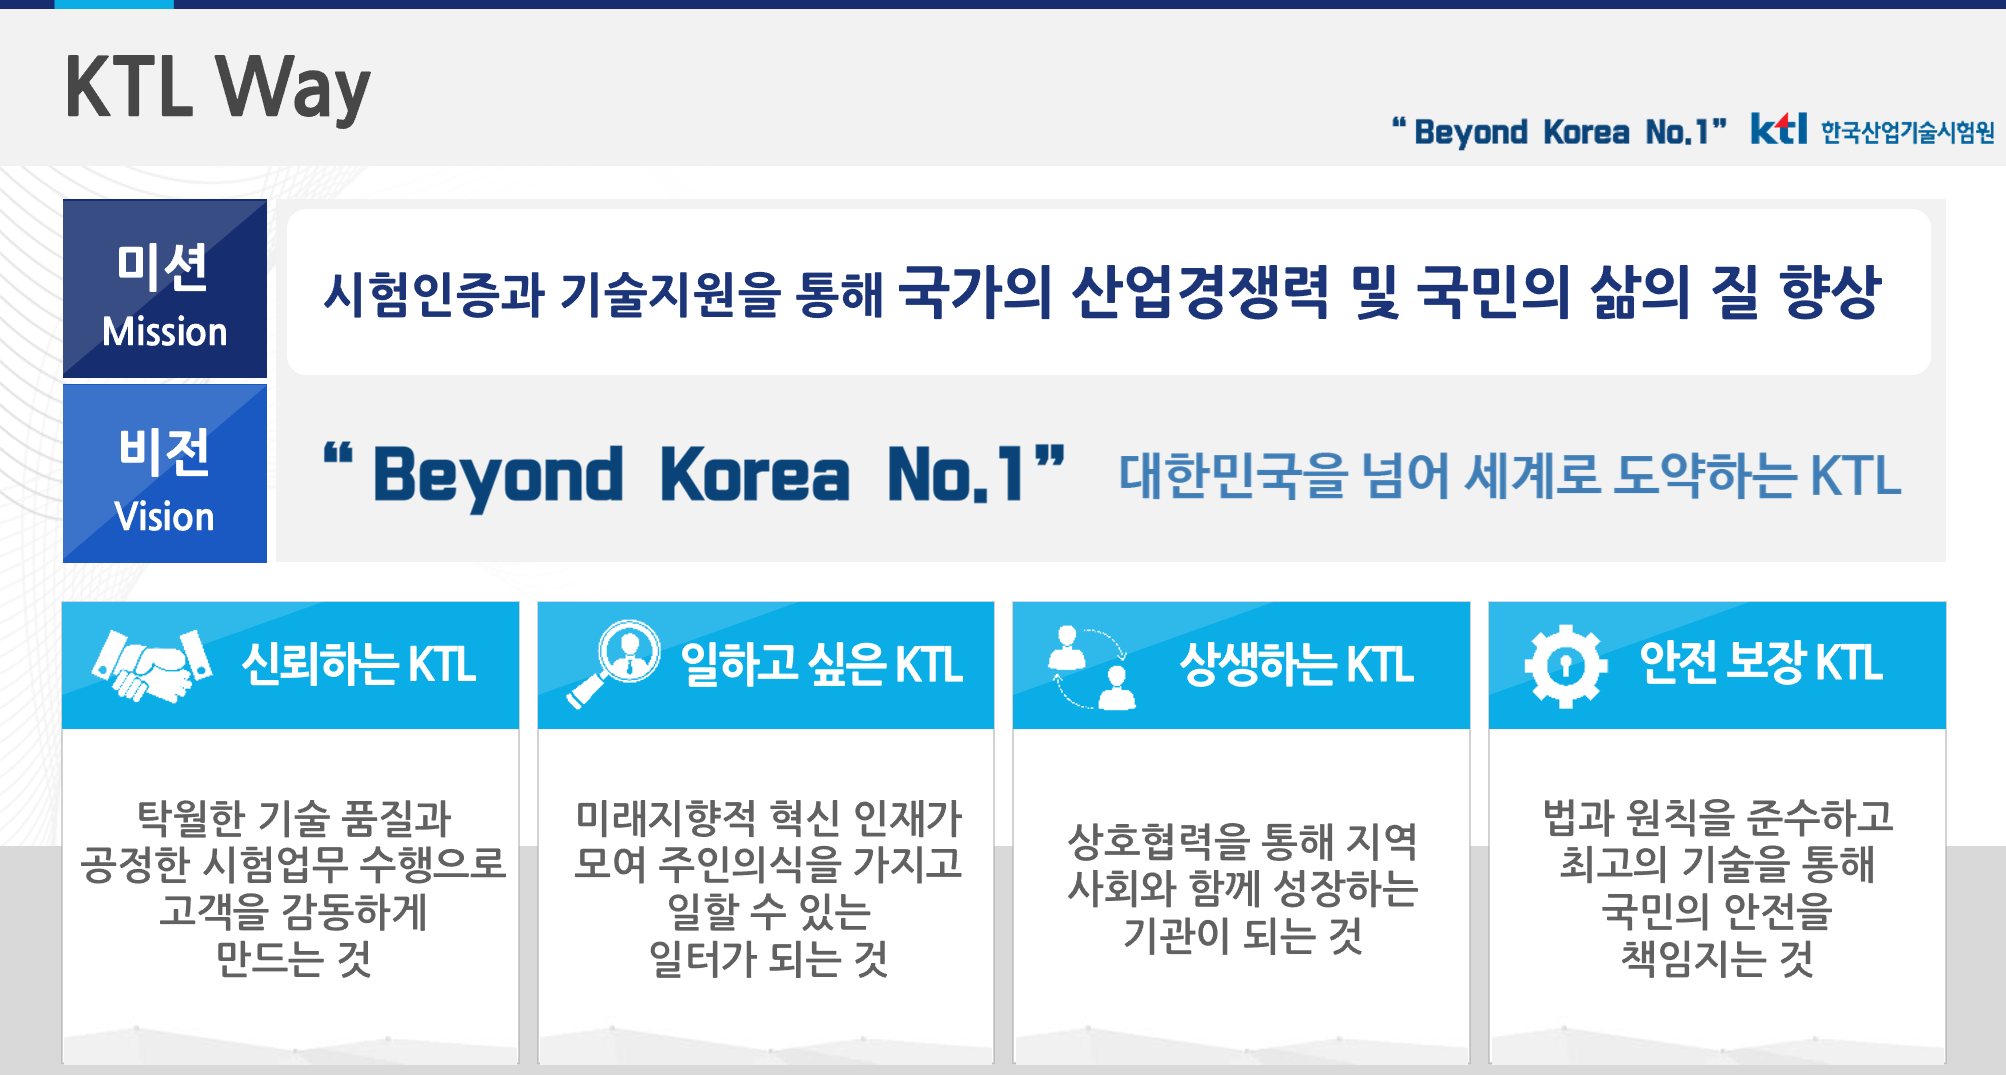 KTL Way
“ Beyond Korea No.1” ktl 한국산업기술시험원
미션
Mission
시험인증과 기술지원을 통해 국가의 산업경쟁력 및 국민의 삶의 질 향상
비전
Vision
“ Beyond Korea No.1” 대한민국을 넘어 세계로 도약하는 KTL
신뢰하는 KTL
탁월한 기술 품질과
공정한 시험업무 수행으로
고객을 감동하게
만드는 것
일하고 싶은 KTL
미래지향적 혁신 인재가
모여 주인의식을 가지고
일할 수 있는
일터가 되는 것
상생하는 KTL
상호협력을 통해 지역
사회와 함께 성장하는
기관이 되는 것
안전 보장 KTL
법과 원칙을 준수하고
최고의 기술을 통해
국민의 안전을
책임지는 것